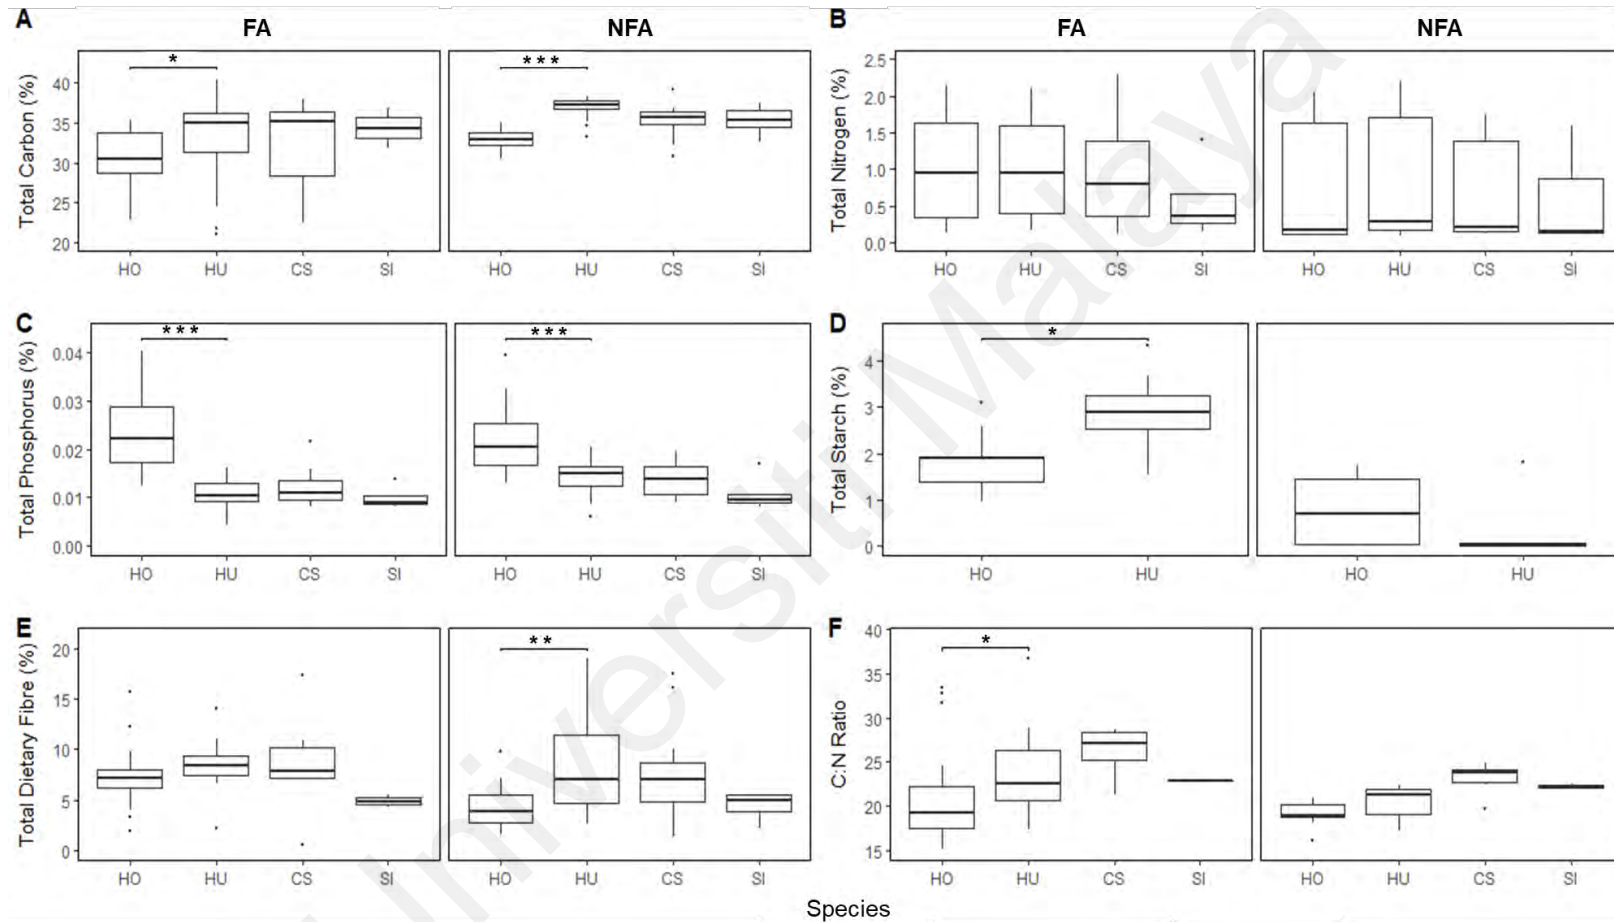 A
FA
NFA
Total Carbon (%)
40
35
30
25
20
*
***
HO HU CS SI
HO HU CS SI
B
FA
NFA
Total Nitrogen (%)
2.5
2.0
1.5
1.0
0.5
0.0
HO HU CS SI
HO HU CS SI
C
Total Phosphorus (%)
0.04
0.03
0.02
0.01
0.00
***
***
HO HU CS SI
HO HU CS SI
D
Total Starch (%)
4
3
2
1
0
*
HO HU
HO HU
E
Total Dietary Fibre (%)
20
15
10
5
0
**
HO HU CS SI
HO HU CS SI
F
C:N Ratio
40
35
30
25
20
15
*
HO HU CS SI
HO HU CS SI
Species
Universiti Malaya